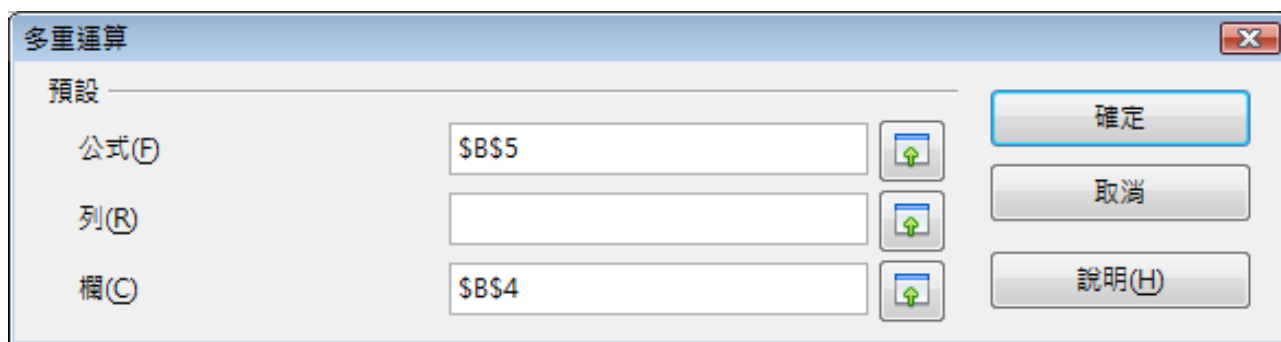 多重運算
預設
公式(F) $B$5
列(R)
欄(C) $B$4
確定
取消
說明(H)